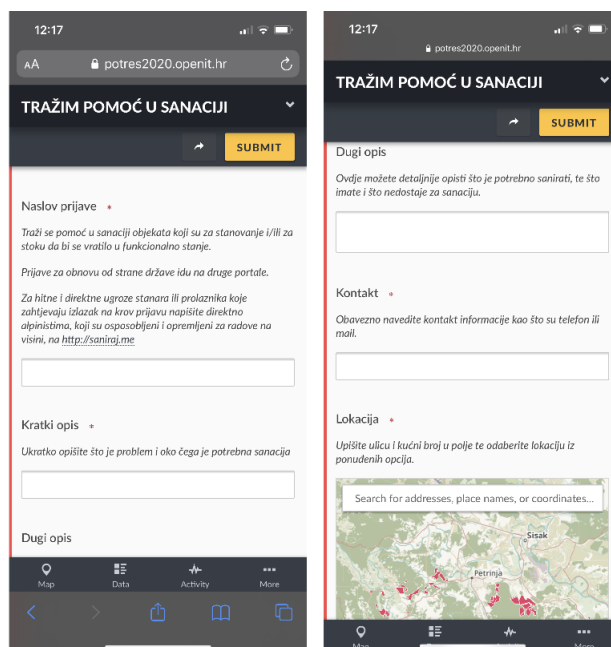 12:17
AA
potres2020.openit.hr
TRAŽIM POMOĆ U SANACIJI
SUBMIT
Naslov prijave *
Traži se pomoć u sanaciji objekata koji su za stanovanje i/ili za
stoku da bi se vratilo u funkcionalno stanje.
Prijave za obnovu od strane države idu na druge portale.
Za hitne i direktne ugroze stanara ili prolaznika koje
zahtjevaju izlazak na krov prijavu napišite direktno
alpinistima, koji su osposobljeni i opremljeni za radove na
visini, na http://saniraj.me
Kratki opis *
Ukratko opišite što je problem i oko čega je potrebna sanacija
Dugi opis
Map
Data
Activity
More
12:17
potres2020.openit.hr
TRAŽIM POMOĆ U SANACIJI
SUBMIT
Dugi opis
Ovdje možete detaljnije opisti što je potrebno sanirati, te što
imate i što nedostaje za sanaciju.
Kontakt *
Obavezno navedite kontakt informacije kao što su telefon ili
mail.
Lokacija *
Upišite ulicu i kućni broj u polje te odaberite lokaciju iz
ponuđenih opcija.
Search for addresses, place names, or coordinates...
Sisak
Petrinja
Map
More